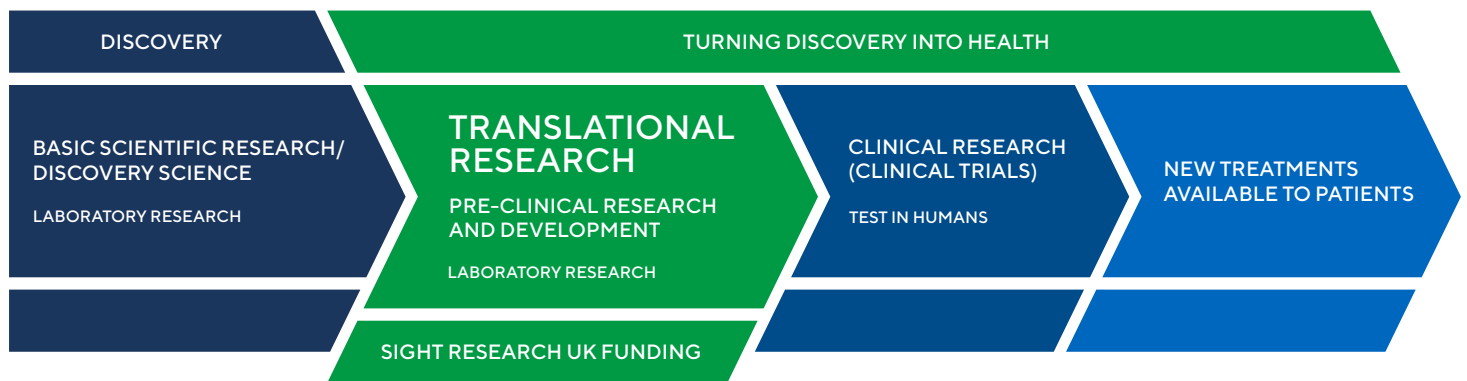 DISCOVERY
TURNING DISCOVERY INTO HEALTH
BASIC SCIENTIFIC RESEARCH/
DISCOVERY SCIENCE
LABORATORY RESEARCH
TRANSLATIONAL
RESEARCH
PRE-CLINICAL RESEARCH
AND DEVELOPMENT
LABORATORY RESEARCH
CLINICAL RESEARCH
(CLINICAL TRIALS)
TEST IN HUMANS
NEW TREATMENTS
AVAILABLE TO PATIENTS
SIGHT RESEARCH UK FUNDING